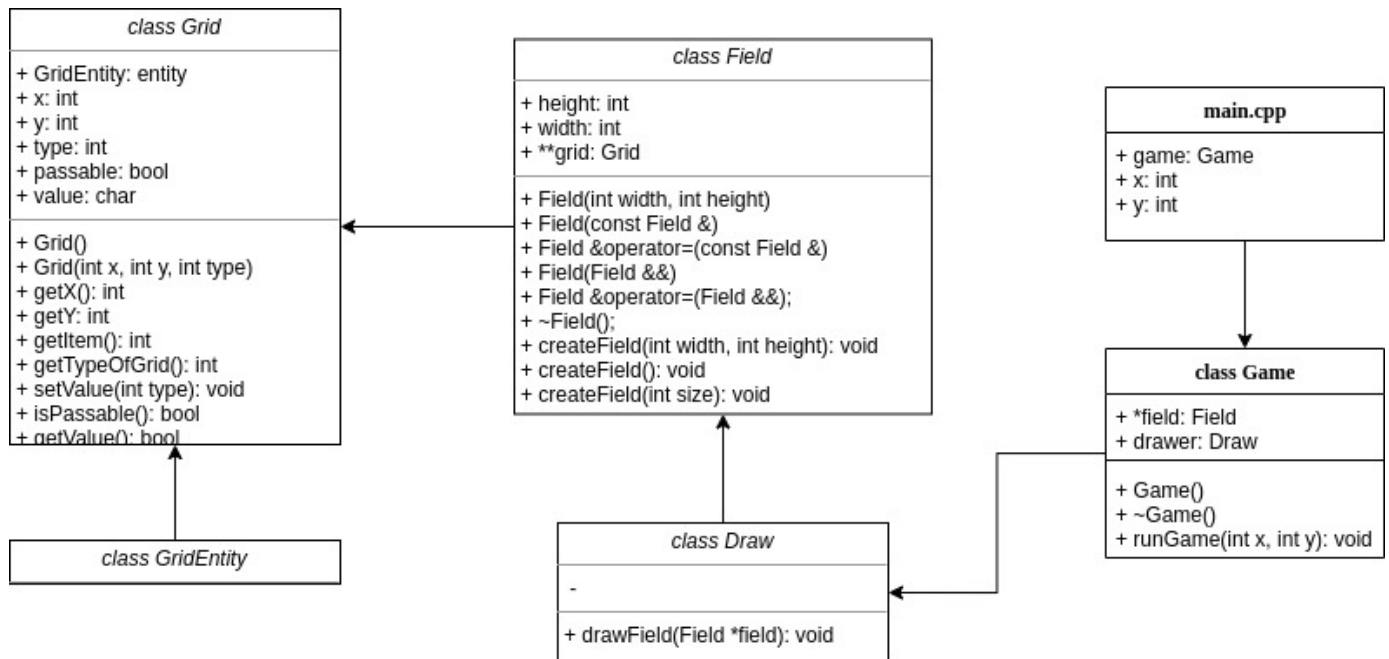 class Grid
+ GridEntity: entity
+ x: int
+ y: int
+ type: int
+ passable: bool
+ value: char
+ Grid()
+ Grid(int x, int y, int type)
+ getX(): int
+ getY: int
+ getItem(): int
+ getTypeOfGrid(): int
+ setValue(int type): void
+ isPassable(): bool
+ getValue(): bool
class GridEntity
class Field
+ height: int
+ width: int
+ **grid: Grid
+ Field(int width, int height)
+ Field(const Field &)
+ Field &operator=(const Field &)
+ Field(Field &&)
+ Field &operator=(Field &&);
+ ~Field();
+ createField(int width, int height): void
+ createField(): void
+ createField(int size): void
class Draw
-
+ drawField(Field *field): void
main.cpp
+ game: Game
+ x: int
+ y: int
class Game
+ *field: Field
+ drawer: Draw
+ Game()
+ ~Game()
+ runGame(int x, int y): void